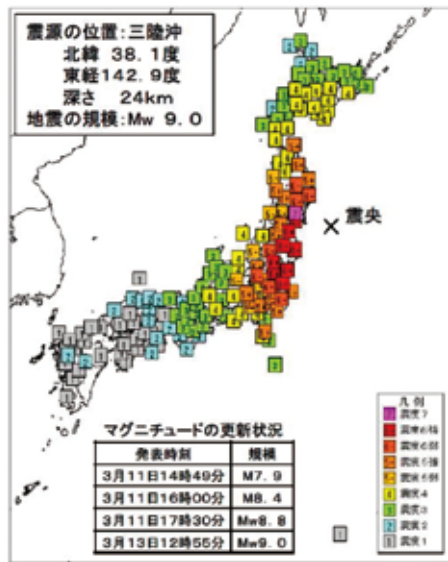 震源の位置：三陸沖
北緯 38.1度
東経142.9度
深さ 24km
地震の規模：Mw 9.0
震央
凡例
震度7
震度6強
震度6弱
震度5強
震度5弱
震度4
震度3
震度2
震度1
マグニチュードの更新状況
発表時刻 規模
3月11日14時49分 M7.9
3月11日16時00分 M8.4
3月11日17時30分 Mw8.8
3月13日12時55分 Mw9.0